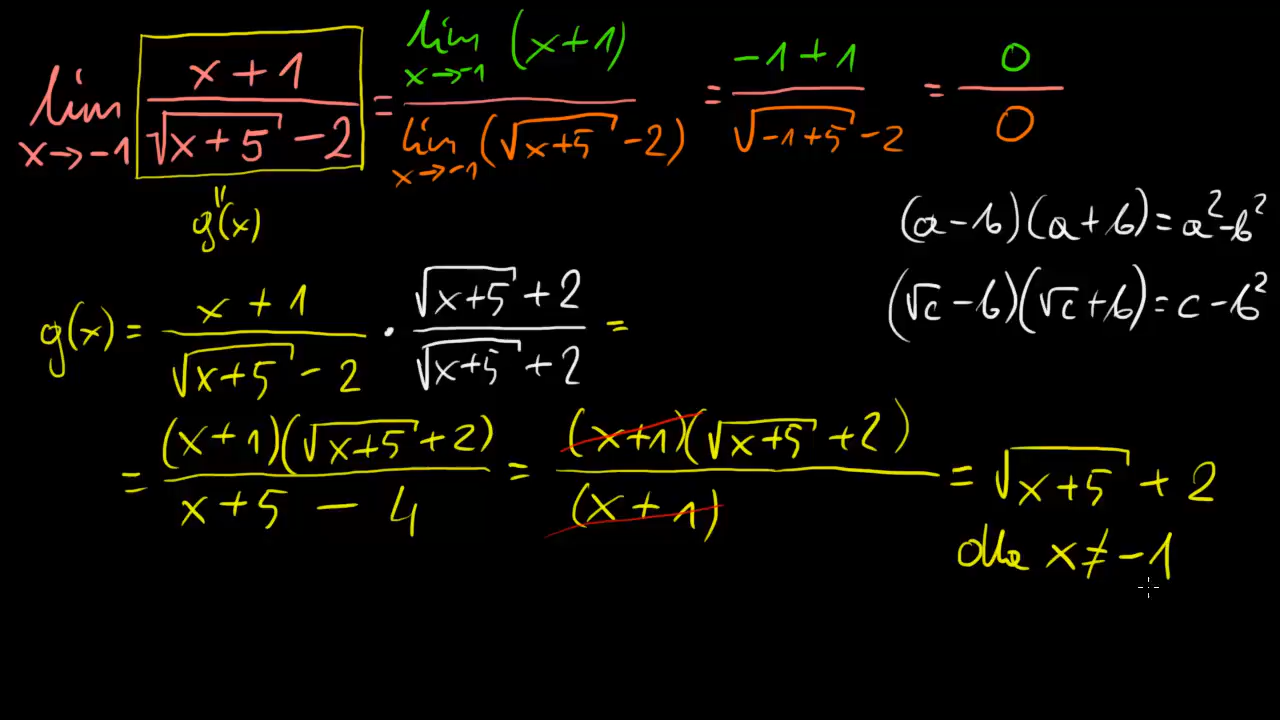 lim x→-1 (x+1)/(√(x+5) -2) = lim x→-1 (x+1) / lim x→-1 (√(x+5) -2) = (-1+1)/(√(-1+5) -2) = 0/0
" g(x)
(a-b)(a+b)=a²-b²
(√c-b)(√c+b)=c-b²
g(x) = (x+1)/(√(x+5) -2) · (√(x+5) +2)/(√(x+5) +2) =
= (x+1)(√(x+5) +2)/(x+5-4) = (x+1)(√(x+5) +2)/(x+1) = √(x+5) +2
dla x≠-1